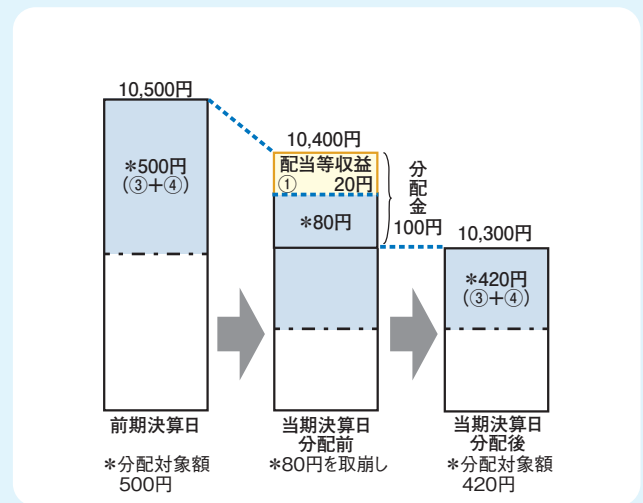 10,500円
*500円
(③+④)
前期決算日
*分配対象額
500円
10,400円
配当等収益
① 20円
*80円
分配金
100円
当期決算日
分配前
*80円を取崩し
10,300円
*420円
(③+④)
当期決算日
分配後
*分配対象額
420円